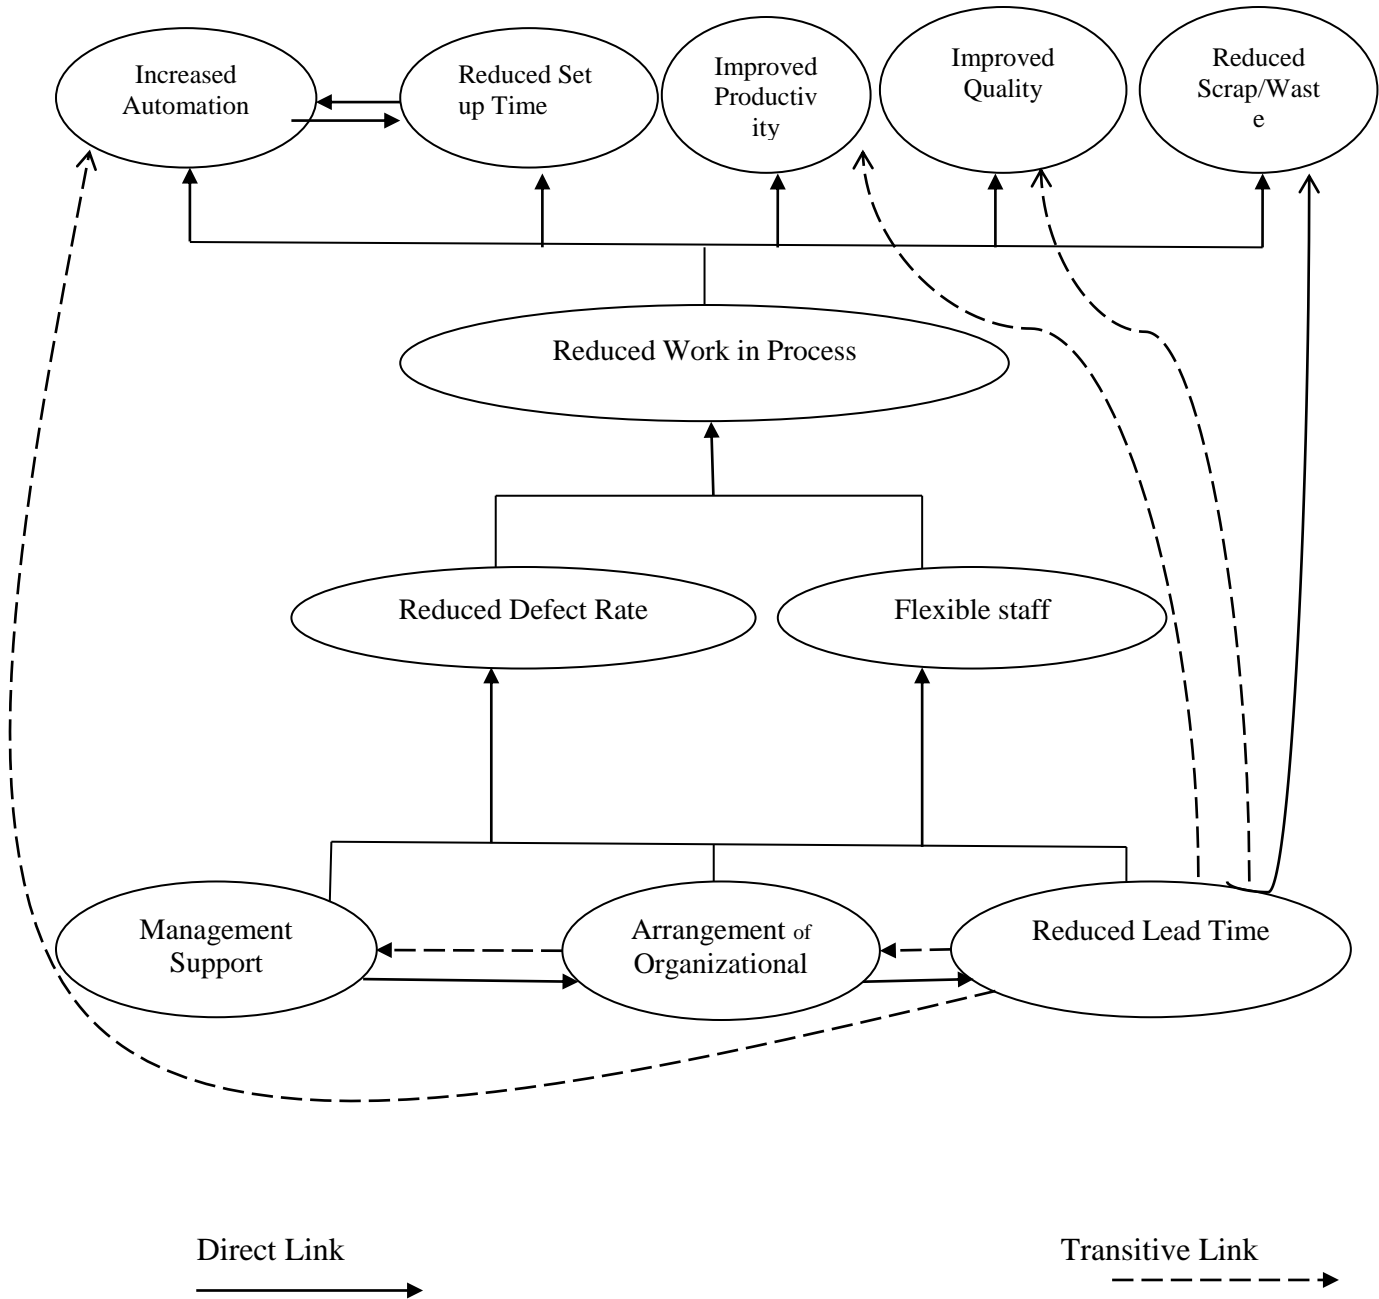 Increased
Automation
Reduced Set
up Time
Improved
Productiv
ity
Improved
Quality
Reduced
Scrap/Wast
e
Reduced Work in Process
Reduced Defect Rate
Flexible staff
Management
Support
Arrangement of
Organizational
Reduced Lead Time
Direct Link
Transitive Link